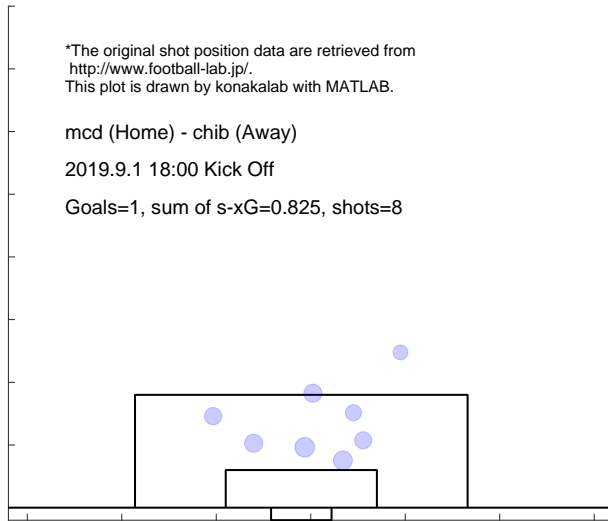 *The original shot position data are retrieved from
http://www.football-lab.jp/.
This plot is drawn by konakalab with MATLAB.
mcd (Home) - chib (Away)
2019.9.1 18:00 Kick Off
Goals=1, sum of s-xG=0.825, shots=8